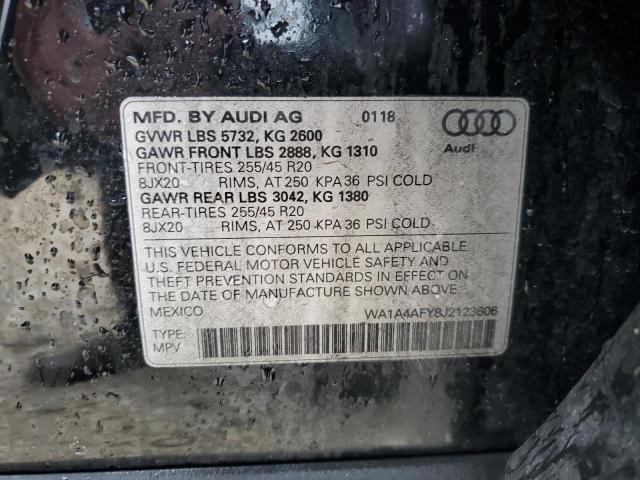 MFD. BY AUDI AG 0118
GVWR LBS 5732, KG 2600
GAWR FRONT LBS 2888, KG 1310
FRONT-TIRES 255/45 R20
8JX20 RIMS, AT 250 KPA 36 PSI COLD
GAWR REAR LBS 3042, KG 1380
REAR-TIRES 255/45 R20
8JX20 RIMS, AT 250 KPA 36 PSI COLD
Audi
THIS VEHICLE CONFORMS TO ALL APPLICABLE
U.S. FEDERAL MOTOR VEHICLE SAFETY AND
THEFT PREVENTION STANDARDS IN EFFECT ON
THE DATE OF MANUFACTURE SHOWN ABOVE.
MEXICO WA1A4AFY8J2123606
TYPE:
MPV